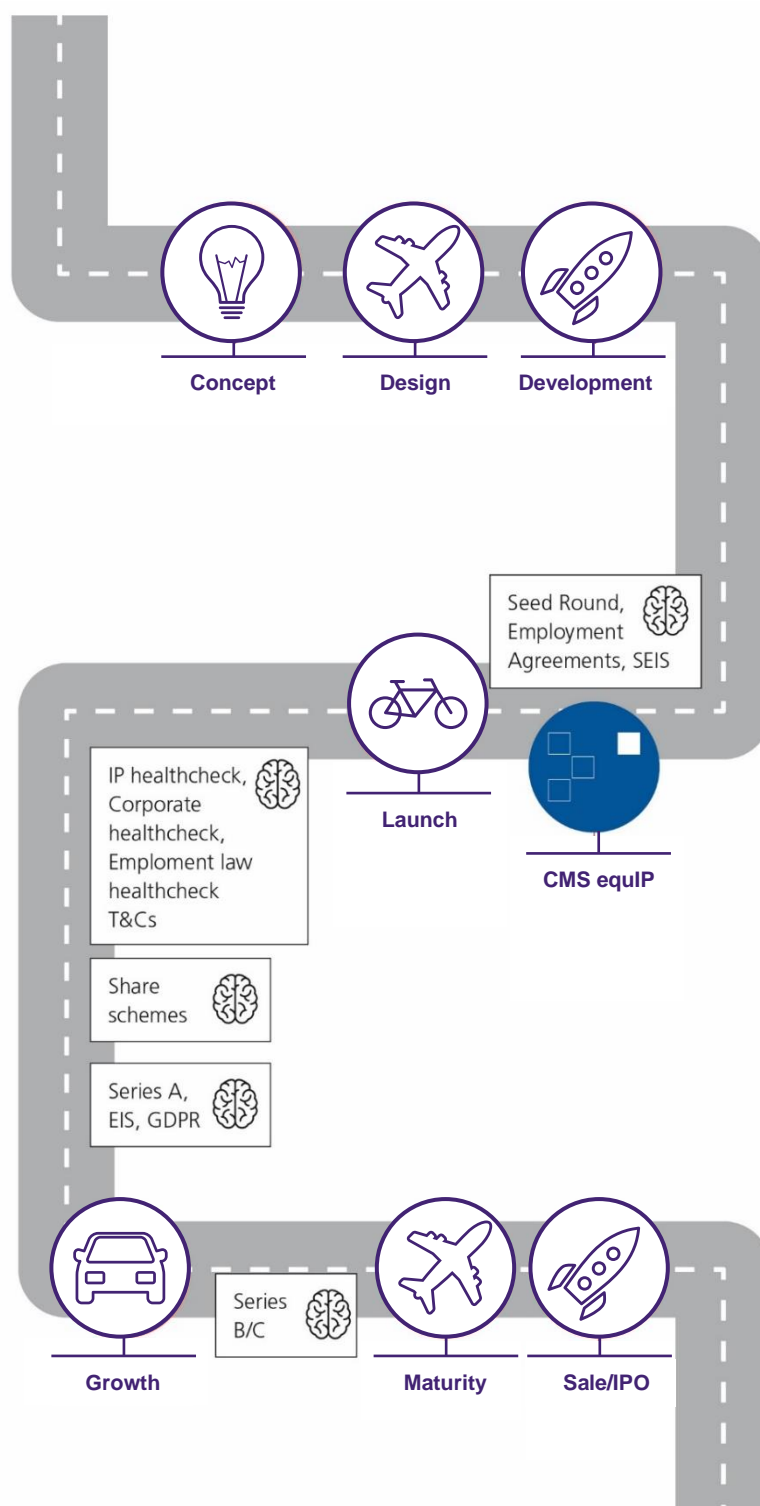 Concept
Design
Development
Seed Round,
Employment
Agreements, SEIS
Launch
CMS equIP
IP healthcheck,
Corporate
healthcheck,
Emploment law
healthcheck
T&Cs
Share
schemes
Series A,
EIS, GDPR
Growth
Series
B/C
Maturity
Sale/IPO